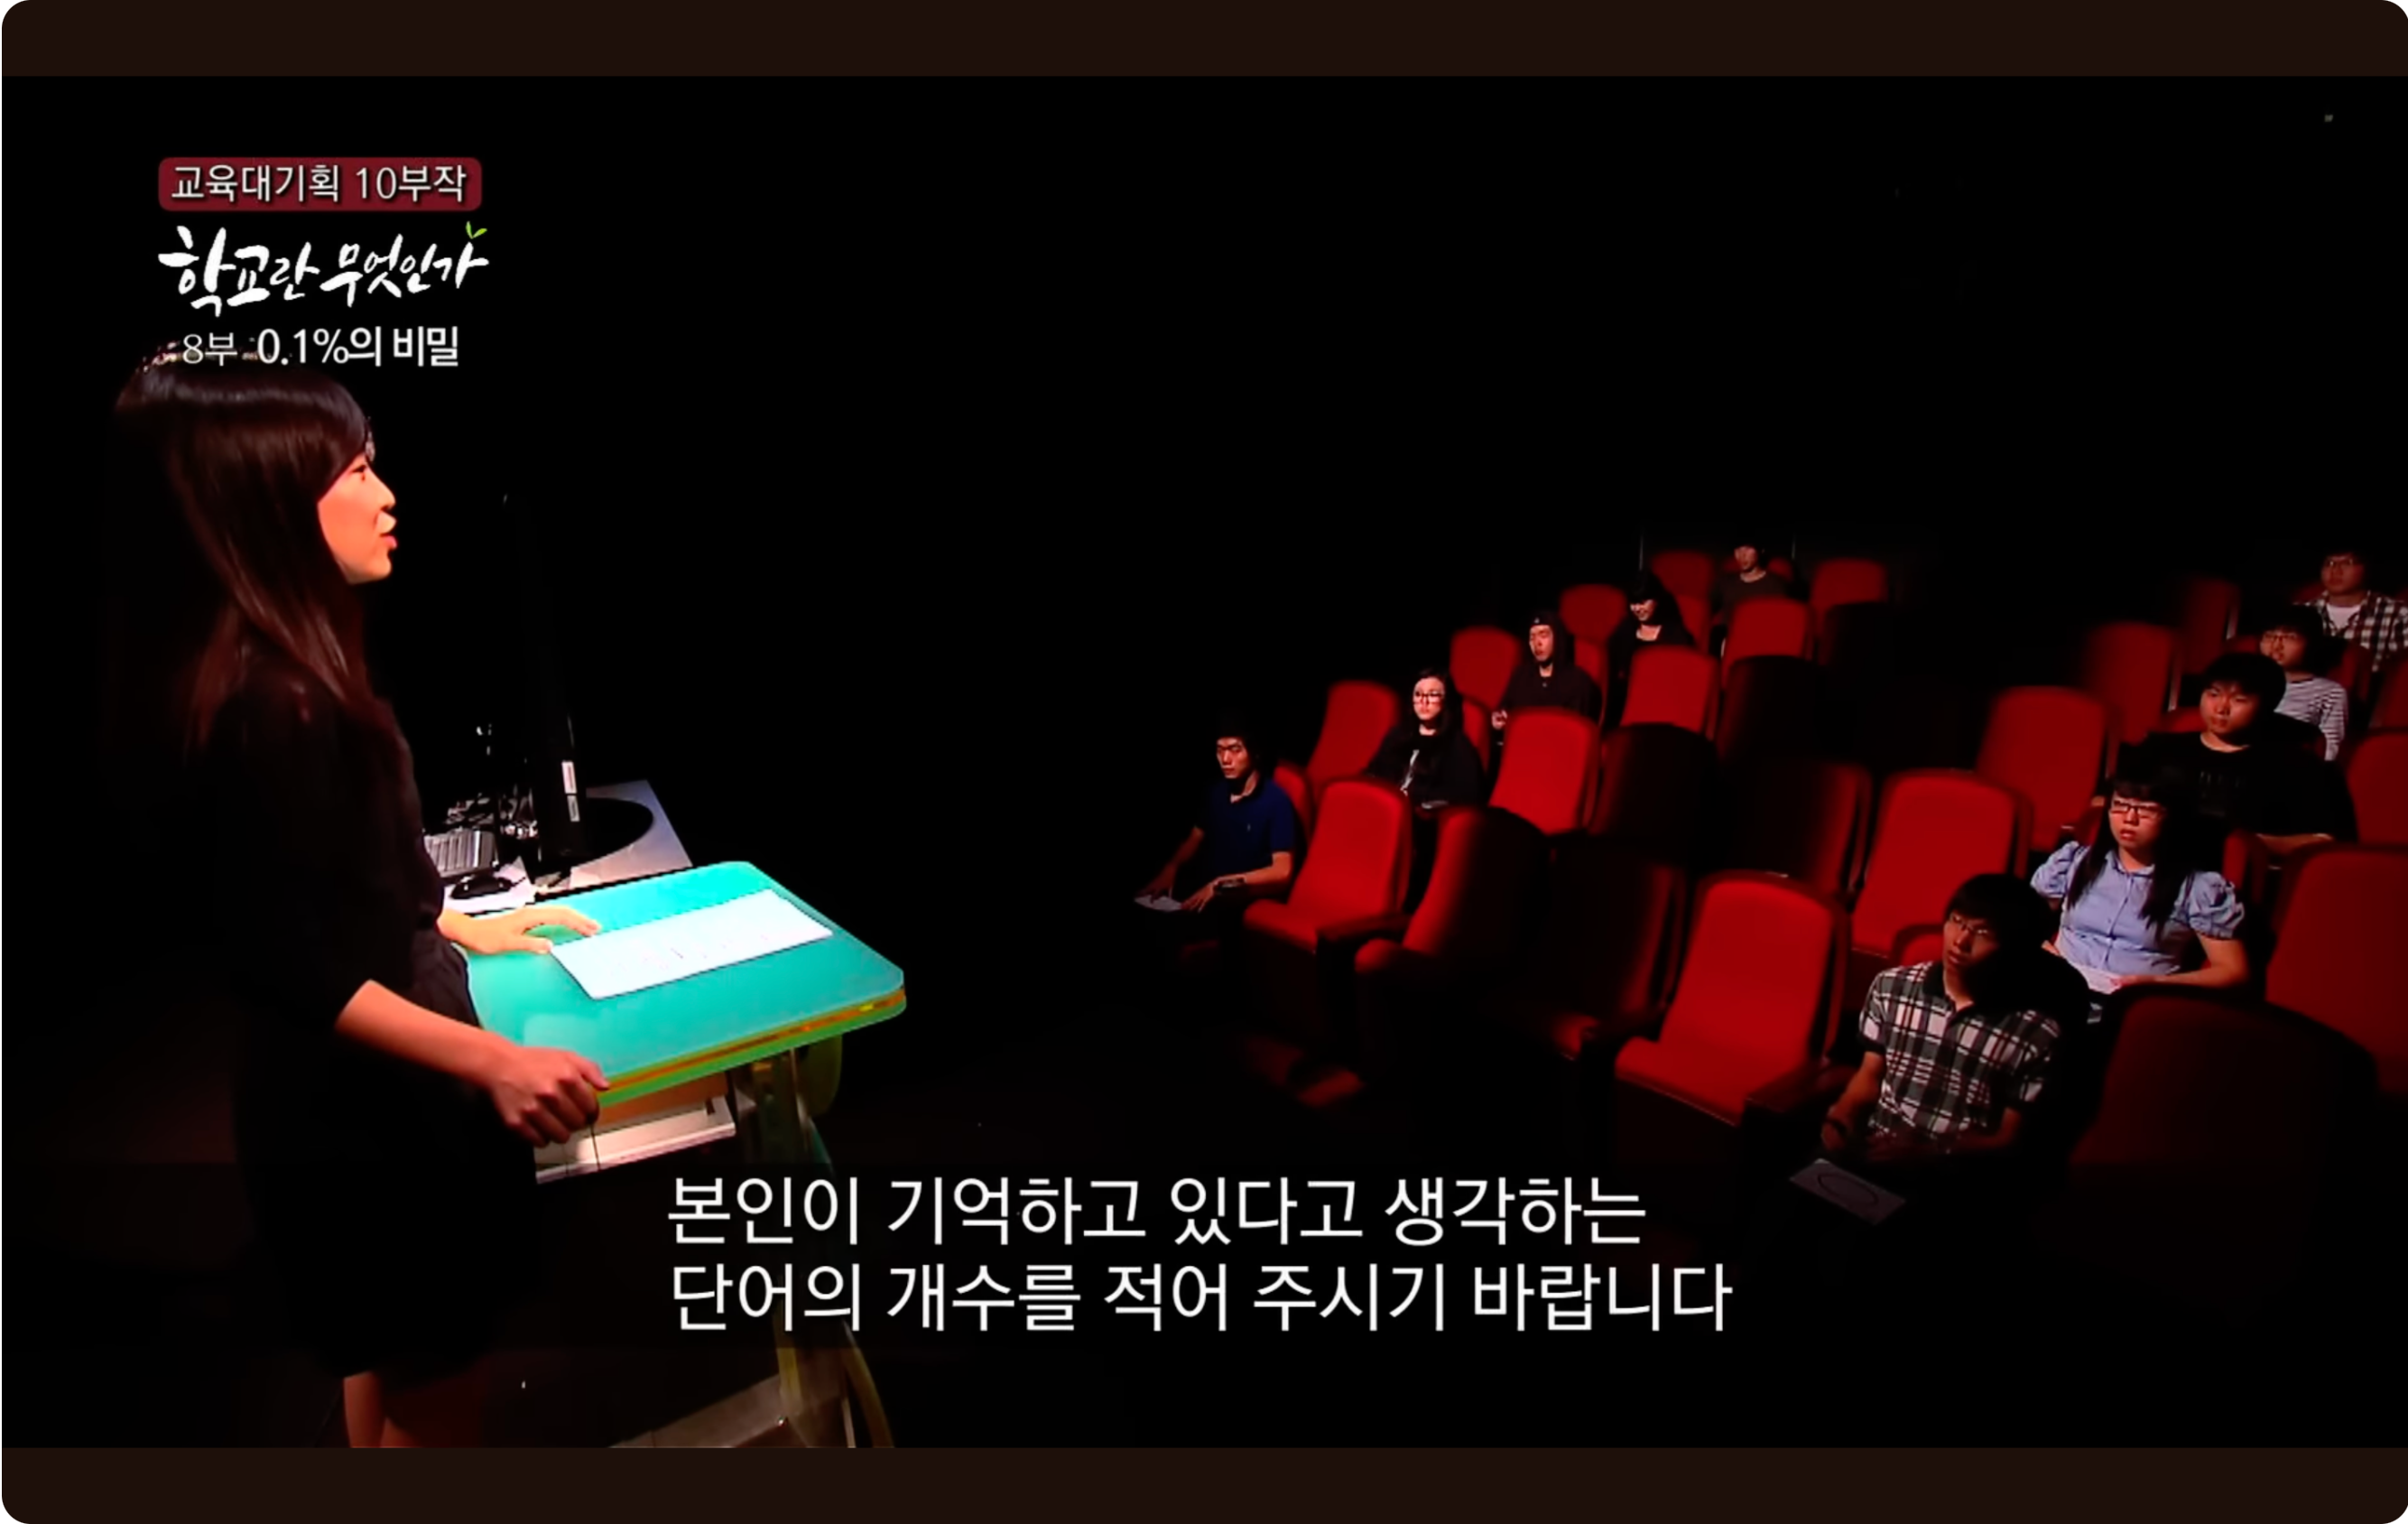 교육대기획 10부작
학교란 무엇인가
8부 0.1%의 비밀
본인이 기억하고 있다고 생각하는
단어의 개수를 적어 주시기 바랍니다